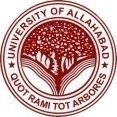 UNIVERSITY OF ALLAHABAD
QUOT RAMI TOT ARBORES